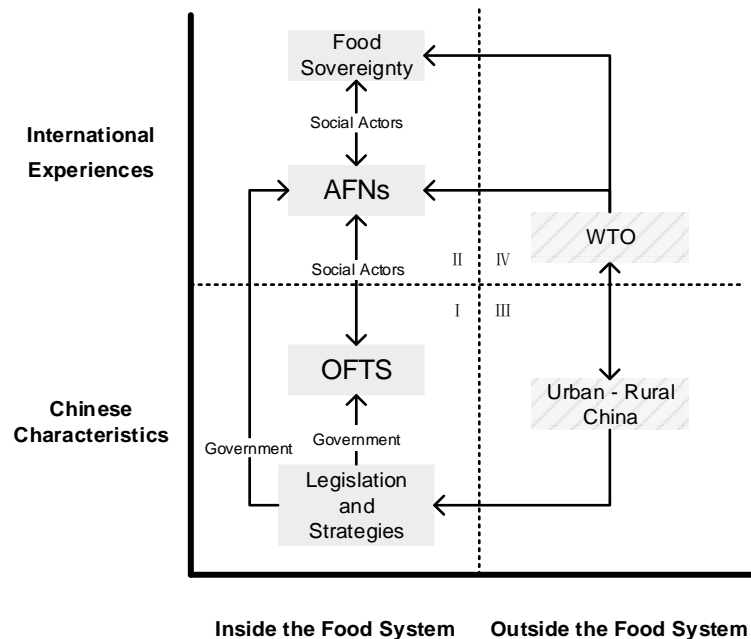 Food
Sovereignty
Social Actors
International
Experiences
AFNs
WTO
Social Actors
II
IV
I
III
OFTS
Urban - Rural
China
Chinese
Characteristics
Government
Government
Legislation
and
Strategies
Inside the Food System
Outside the Food System